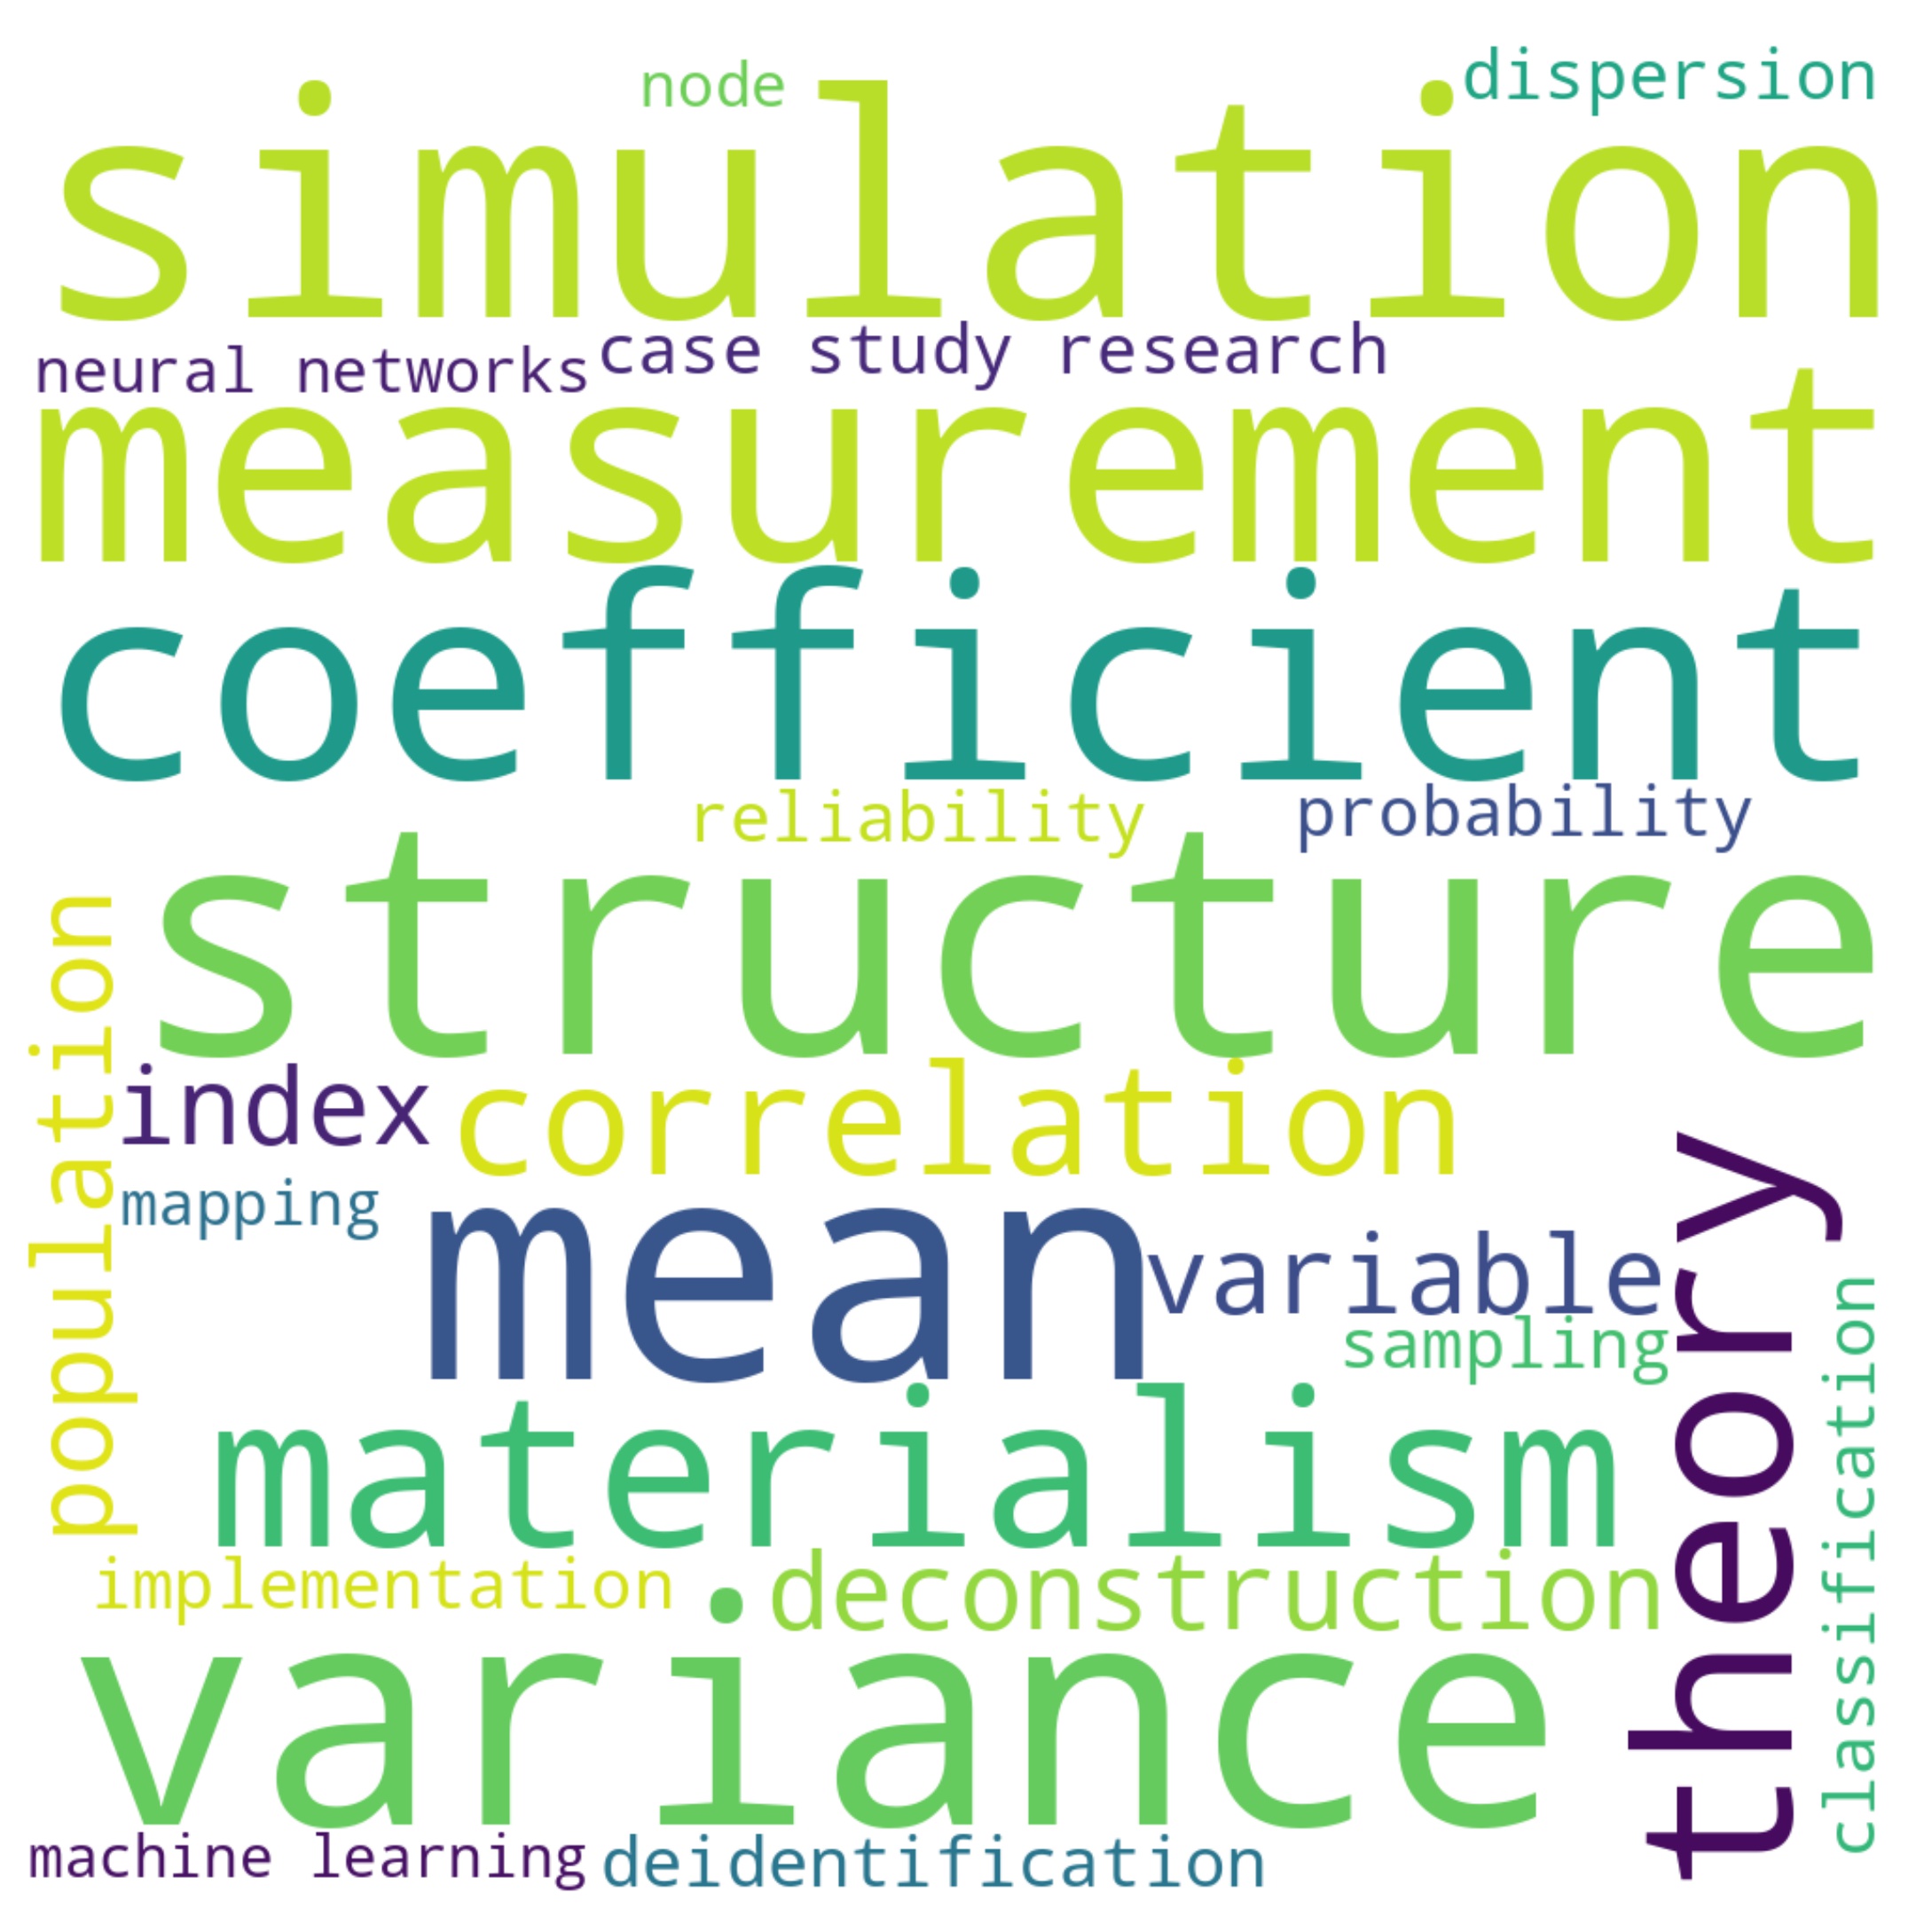 node
dispersion
simulation
neural networks
case study research
measurement
coefficient
reliability
probability
structure
population
index
correlation
mapping
mean
variable
sampling
theory
classification
materialism
implementation
deconstruction
variance
machine learning
deidentification